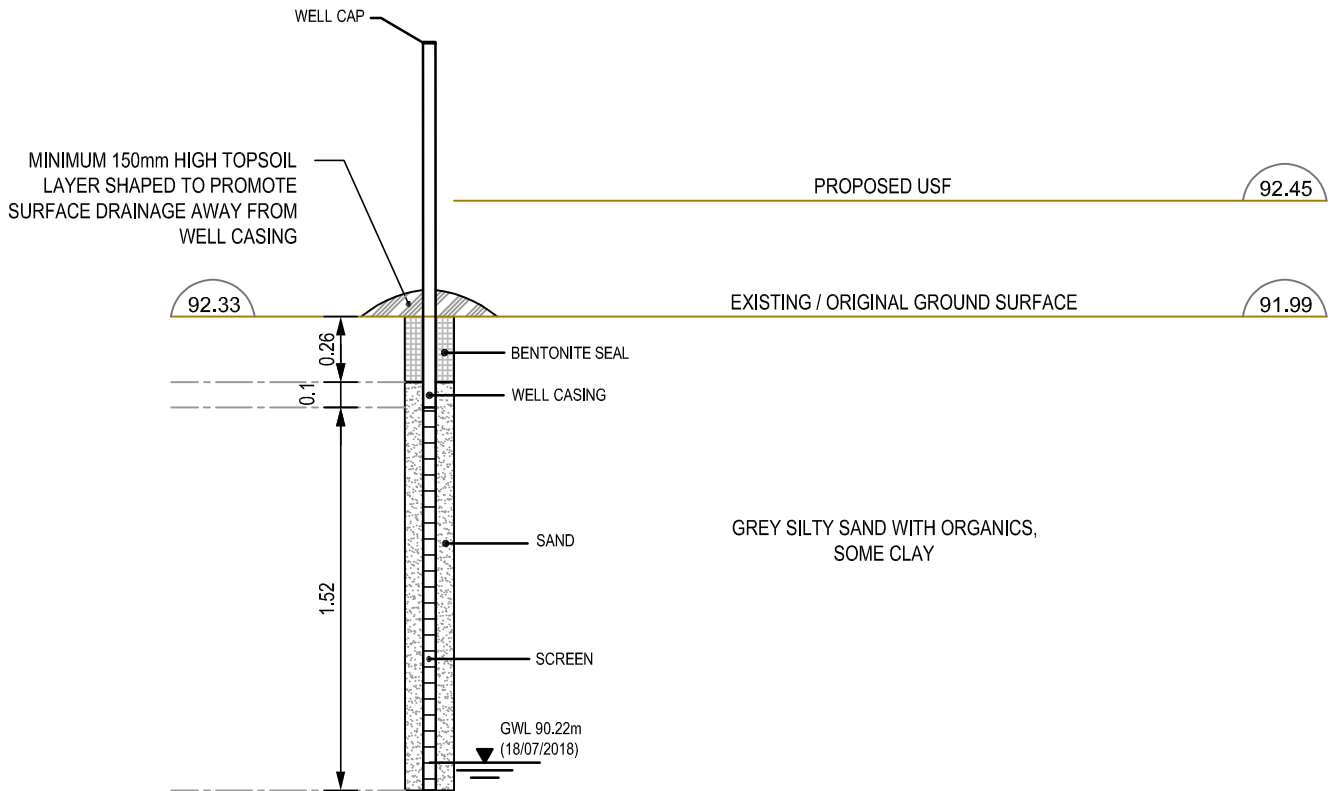 WELL CAP
MINIMUM 150mm HIGH TOPSOIL
LAYER SHAPED TO PROMOTE
SURFACE DRAINAGE AWAY FROM
WELL CASING
PROPOSED USF
92.45
92.33
EXISTING / ORIGINAL GROUND SURFACE
91.99
0.26
BENTONITE SEAL
0.1
WELL CASING
1.52
SAND
GREY SILTY SAND WITH ORGANICS,
SOME CLAY
SCREEN
GWL 90.22m
(18/07/2018)